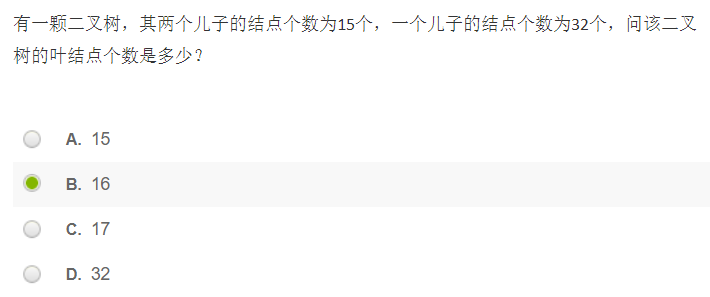 有一颗二叉树，其两个儿子的结点个数为15个，一个儿子的结点个数为32个，问该二叉
树的叶结点个数是多少？
A. 15
B. 16
C. 17
D. 32